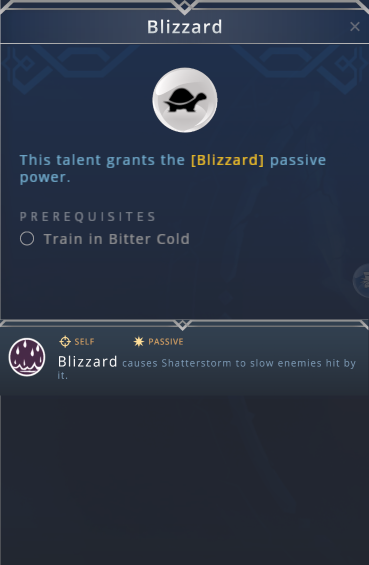 Blizzard
This talent grants the [Blizzard] passive
power.
PREREQUISITES
Train in Bitter Cold
SELF PASSIVE
Blizzard causes Shatterstorm to slow enemies hit by
it.